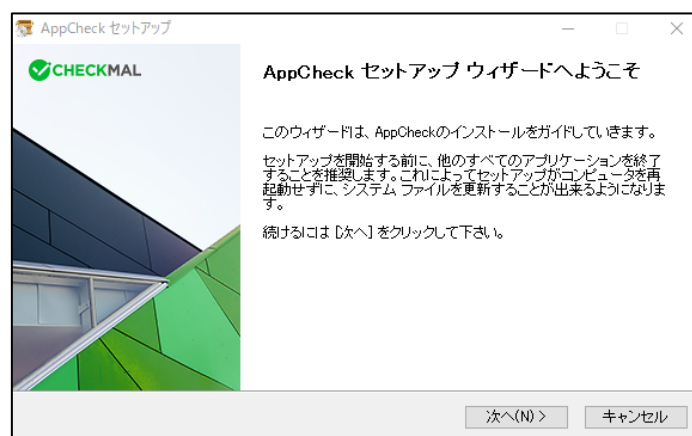 AppCheck セットアップ
CHECKMAL
AppCheck セットアップ ウィザードへようこそ
このウィザードは、AppCheckのインストールをガイドしていきます。
セットアップを開始する前に、他のすべてのアプリケーションを終了
することを推奨します。これによってセットアップがコンピュータを再
起動せずに、システム ファイルを更新することが出来るようになりま
す。
続けるには [次へ] をクリックして下さい。
次へ(N) >
キャンセル